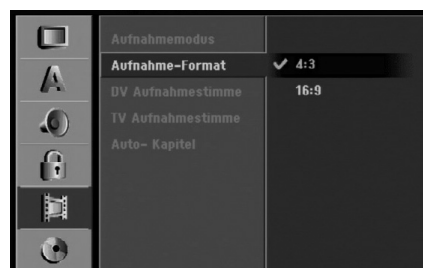 Aufnahmemodus
Aufnahme-Format
4:3
DV Aufnahmestimme
16:9
TV Aufnahmestimme
Auto- Kapitel
A